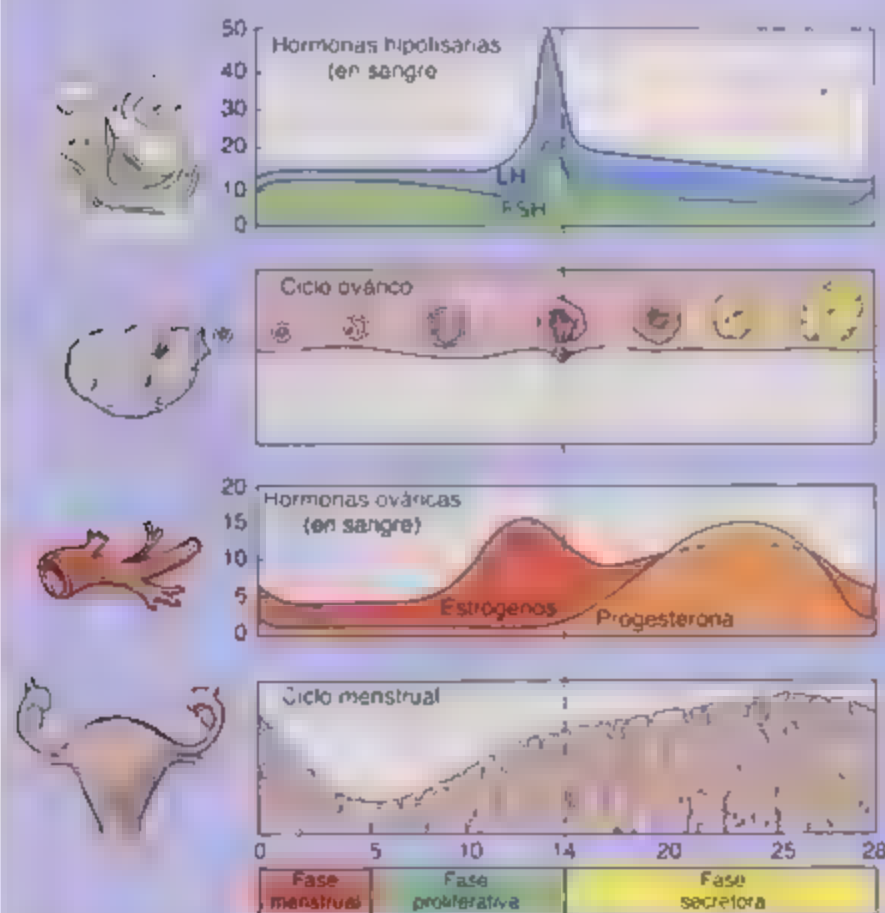 50
Hormonas hipofisarias
40
(en sangre
30
20
LH
10
FSH
0
Ciclo ovárico
20
Hormonas ováricas
15
(en sangre)
10
5
Estrógenos
Progesterona
0
Ciclo menstrual
0 5 10 14 20 25 28
Fase Fase Fase
menstrual proliferativa secretora